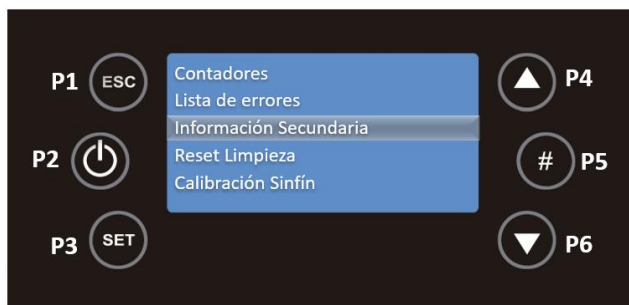 P1 ESC
P2
P3 SET
Contadores
Lista de errores
Información Secundaria
Reset Limpieza
Calibración Sinfín
P4
# P5
P6